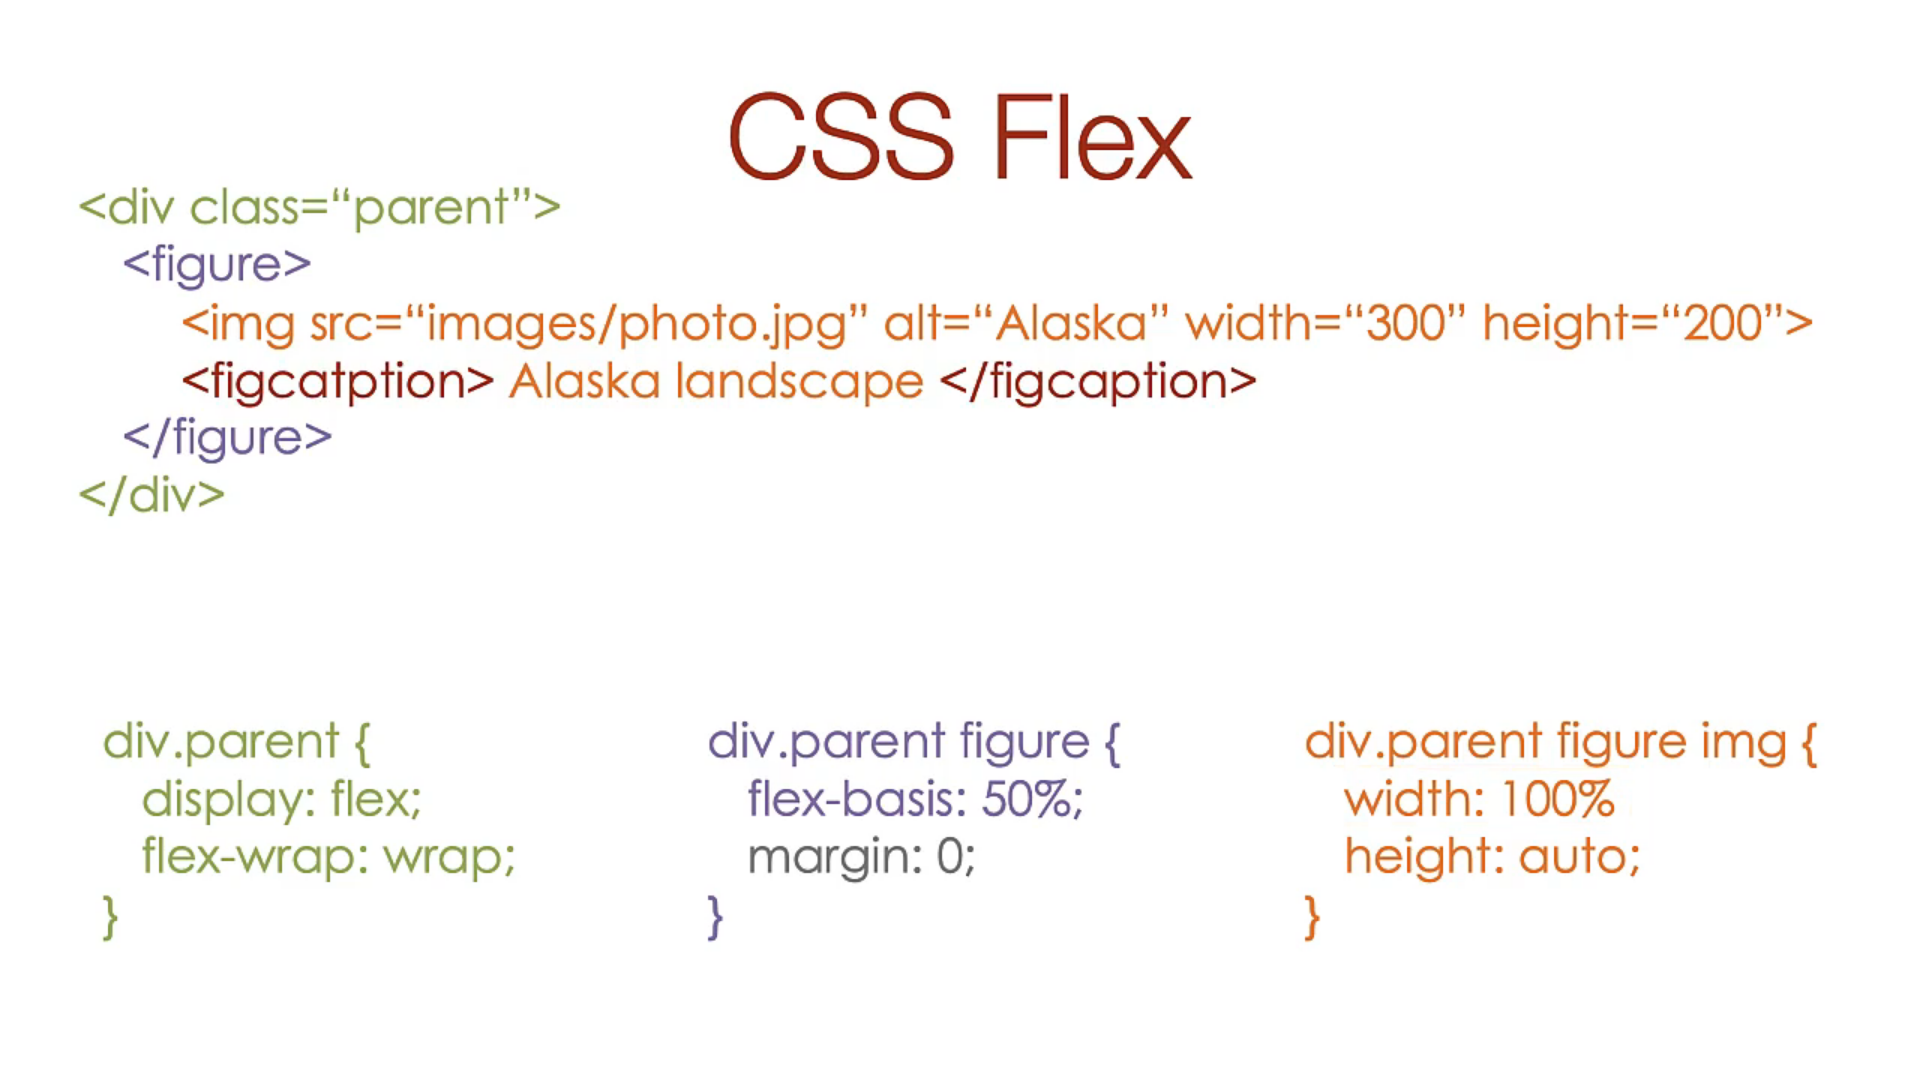 CSS Flex
<div class=“parent”>
<figure>
<img src=“images/photo.jpg” alt=“Alaska” width=“300” height=“200”>
<figcatption> Alaska landscape </figcaption>
</figure>
</div>
div.parent {
display: flex;
flex-wrap: wrap;
}
div.parent figure {
flex-basis: 50%;
margin: 0;
}
div.parent figure img {
width: 100%
height: auto;
}